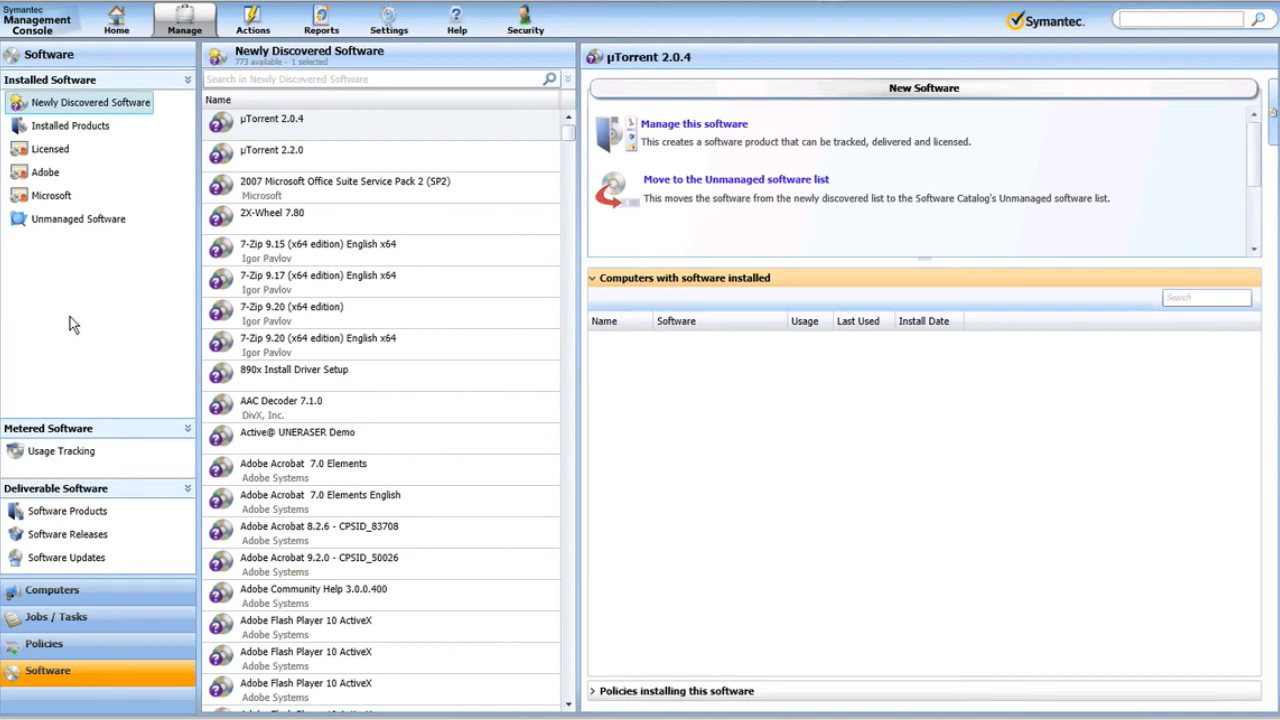 Symantec
Management
Console
Home
Manage
Actions
Reports
Settings
Help
Security
Symantec.
Software
Installed Software
Newly Discovered Software
Installed Products
Licensed
Adobe
Microsoft
Unmanaged Software
Metered Software
Usage Tracking
Deliverable Software
Software Products
Software Releases
Software Updates
Computers
Jobs / Tasks
Policies
Software
Newly Discovered Software
773 available - 1 selected
Search in Newly Discovered Software
Name
µTorrent 2.0.4
µTorrent 2.2.0
2007 Microsoft Office Suite Service Pack 2 (SP2)
Microsoft
2X-Wheel 7.80
7-Zip 9.15 (x64 edition) English x64
Igor Pavlov
7-Zip 9.17 (x64 edition) English x64
Igor Pavlov
7-Zip 9.20 (x64 edition)
Igor Pavlov
7-Zip 9.20 (x64 edition) English x64
Igor Pavlov
890x Install Driver Setup
AAC Decoder 7.1.0
DivX, Inc.
Active@ UNERASER Demo
Adobe Acrobat  7.0 Elements
Adobe Systems
Adobe Acrobat  7.0 Elements English
Adobe Systems
Adobe Acrobat 8.2.6 - CPSID_83708
Adobe Systems
Adobe Acrobat 9.2.0 - CPSID_50026
Adobe Systems
Adobe Community Help 3.0.0.400
Adobe Systems
Adobe Flash Player 10 ActiveX
Adobe Systems
Adobe Flash Player 10 ActiveX
Adobe Systems
Adobe Flash Player 10 ActiveX
Adobe Systems
µTorrent 2.0.4
New Software
Manage this software
This creates a software product that can be tracked, delivered and licensed.
Move to the Unmanaged software list
This moves the software from the newly discovered list to the Software Catalog's Unmanaged software list.
Computers with software installed
Search
Name Software Usage Last Used Install Date
Policies installing this software